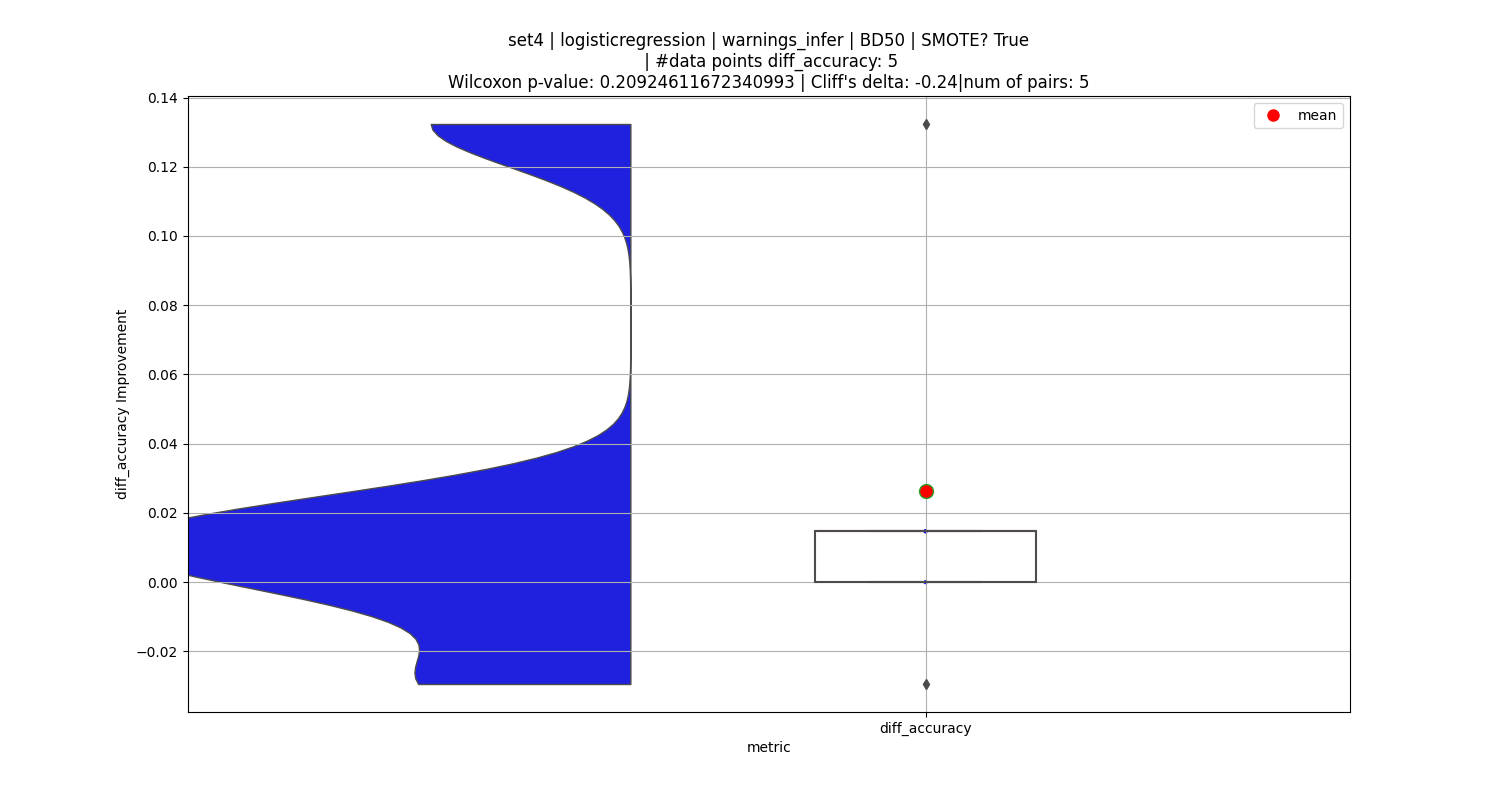 set4 | logisticregression | warnings_infer | BD50 | SMOTE? True
| #data points diff_accuracy: 5
Wilcoxon p-value: 0.20924611672340993 | Cliff's delta: -0.24|num of pairs: 5
mean
0.14
0.12
0.10
0.08
0.06
0.04
0.02
0.00
−0.02
diff_accuracy Improvement
diff_accuracy
metric